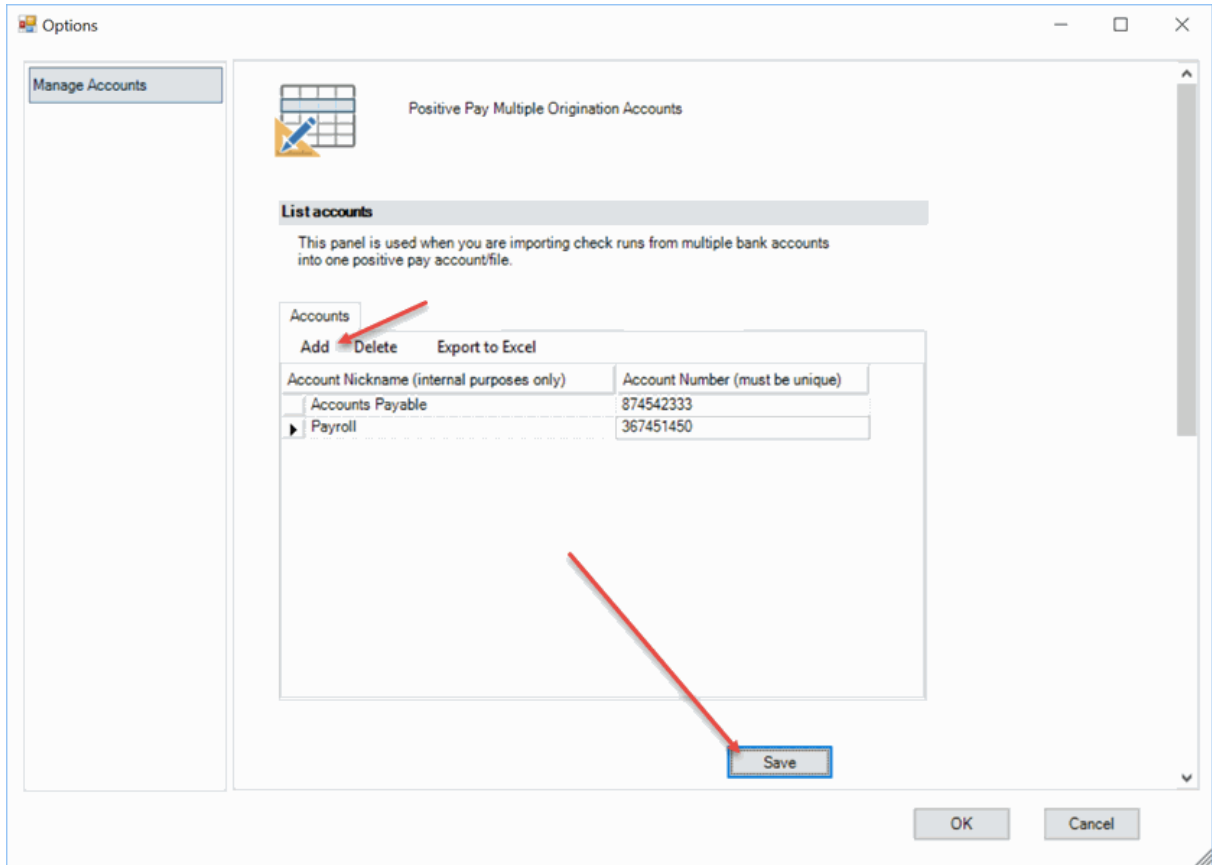 Options
Manage Accounts
Positive Pay Multiple Origination Accounts
List accounts
This panel is used when you are importing check runs from multiple bank accounts
into one positive pay account/file.
Accounts
Add Delete Export to Excel
Account Nickname (internal purposes only) Account Number (must be unique)
Accounts Payable 874542333
Payroll 367451450
Save
OK Cancel